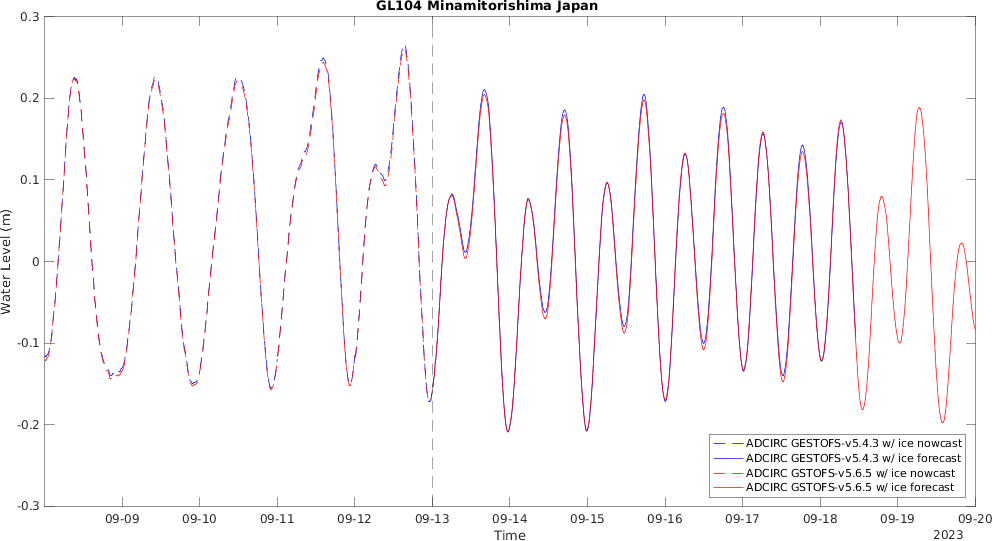 GL104 Minamitorishima Japan
0.3
0.2
0.1
0
-0.1
-0.2
-0.3
Water Level (m)
ADCIRC GESTOFS-v5.4.3 w/ ice nowcast
ADCIRC GESTOFS-v5.4.3 w/ ice forecast
ADCIRC GSTOFS-v5.6.5 w/ ice nowcast
ADCIRC GSTOFS-v5.6.5 w/ ice forecast
09-09 09-10 09-11 09-12 09-13 09-14 09-15 09-16 09-17 09-18 09-19 09-20
Time
2023